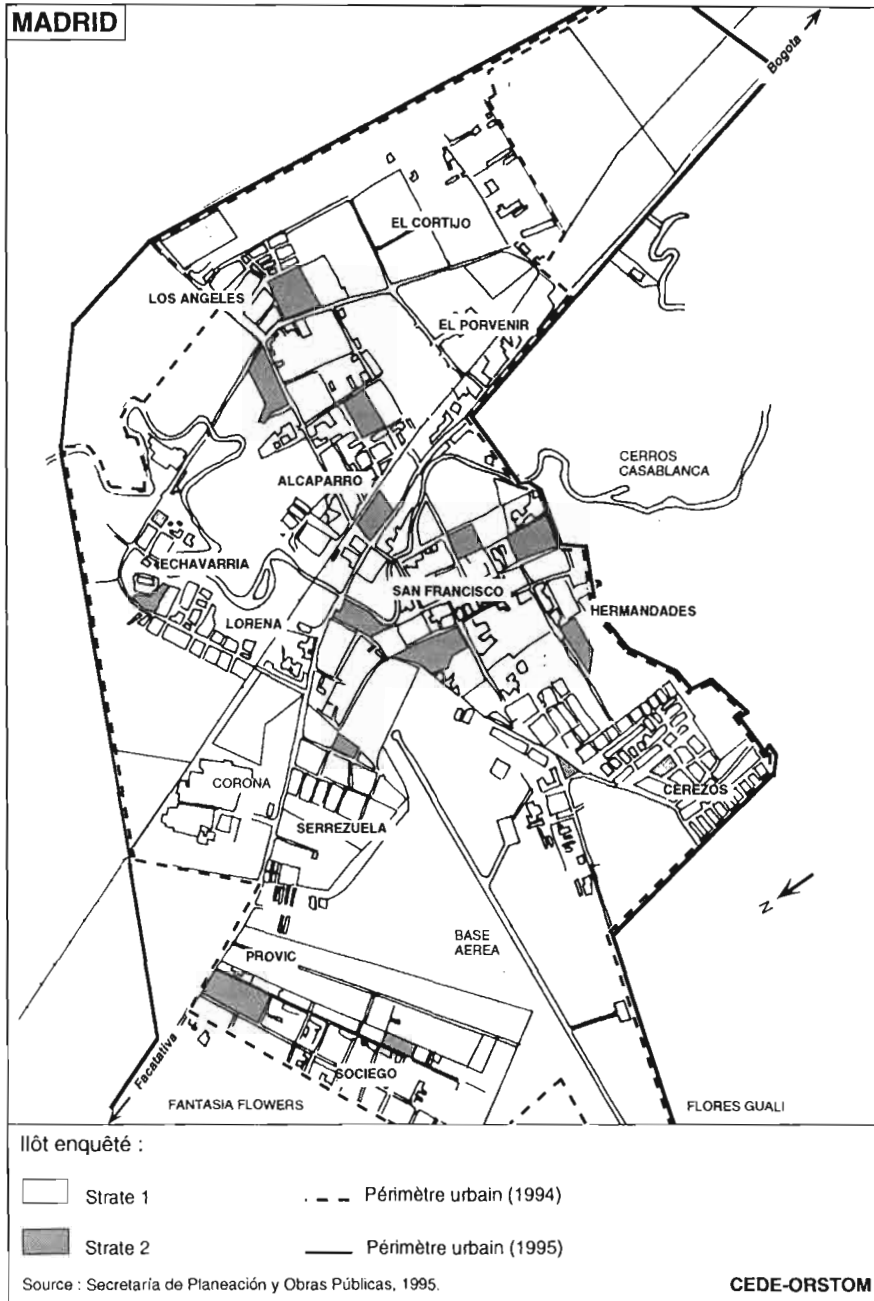 MADRID
Bogota
EL CORTIJO
LOS ANGELES
EL PORVENIR
CERROS
CASABLANCA
ALCAPARRO
ECHAVARRIA
SAN FRANCISCO
HERMANDADES
LORENA
CORONA
CEREZOS
SERREZUELA
N
BASE
AEREA
PROVIC
SOCIEGO
Facatativa
FANTASIA FLOWERS
FLORES GUALI
Ilôt enquêté :
Strate 1
Périmètre urbain (1994)
Strate 2
Périmètre urbain (1995)
Source : Secretaría de Planeación y Obras Públicas, 1995.
CEDE-ORSTOM